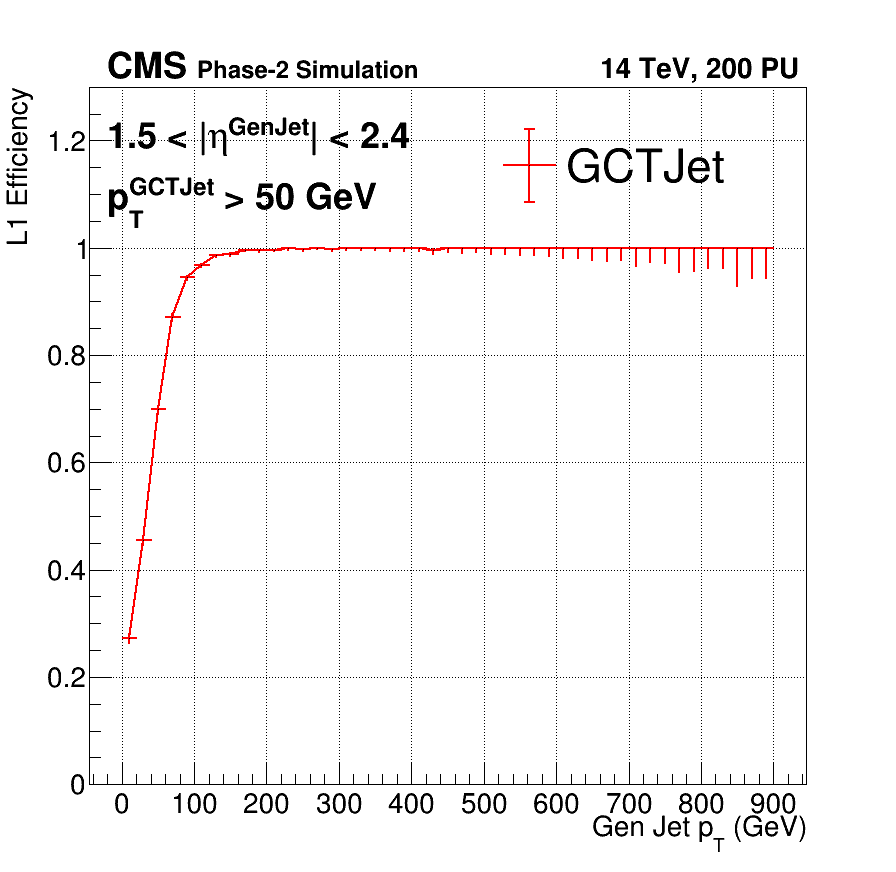 CMS Phase-2 Simulation 14 TeV, 200 PU
L1 Efficiency
1.5 < |η^GenJet| < 2.4
p_T^GCTJet > 50 GeV
GCTJet
1.2
1
0.8
0.6
0.4
0.2
0
0 100 200 300 400 500 600 700 800 900
Gen Jet p_T (GeV)